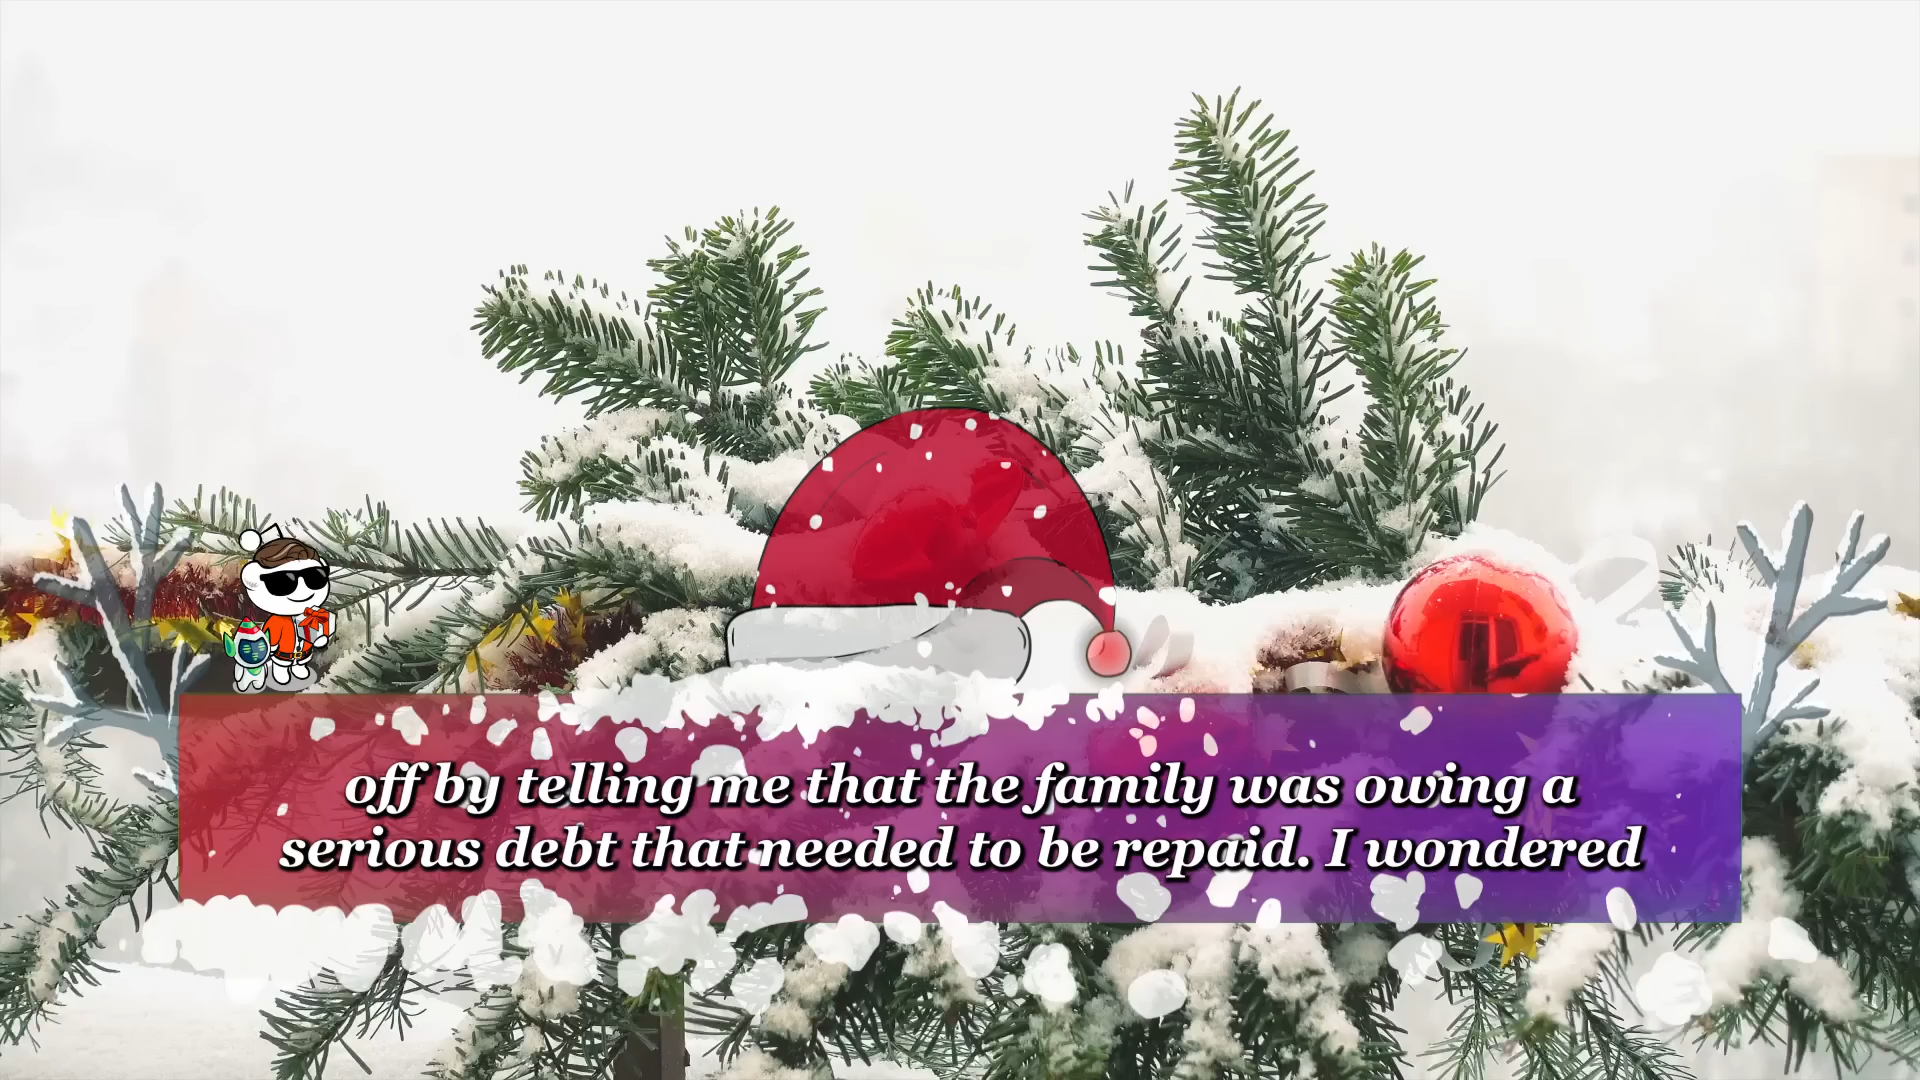 off by telling me that the family was owing a
serious debt that needed to be repaid. I wondered